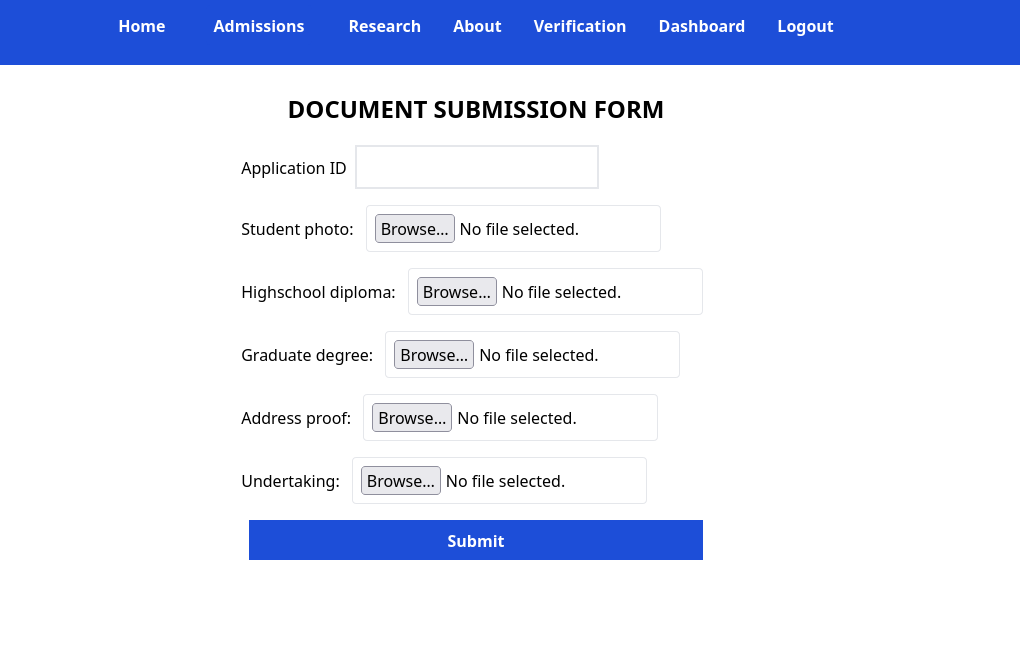 Home Admissions Research About Verification Dashboard Logout
DOCUMENT SUBMISSION FORM
Application ID
Student photo: Browse... No file selected.
Highschool diploma: Browse... No file selected.
Graduate degree: Browse... No file selected.
Address proof: Browse... No file selected.
Undertaking: Browse... No file selected.
Submit